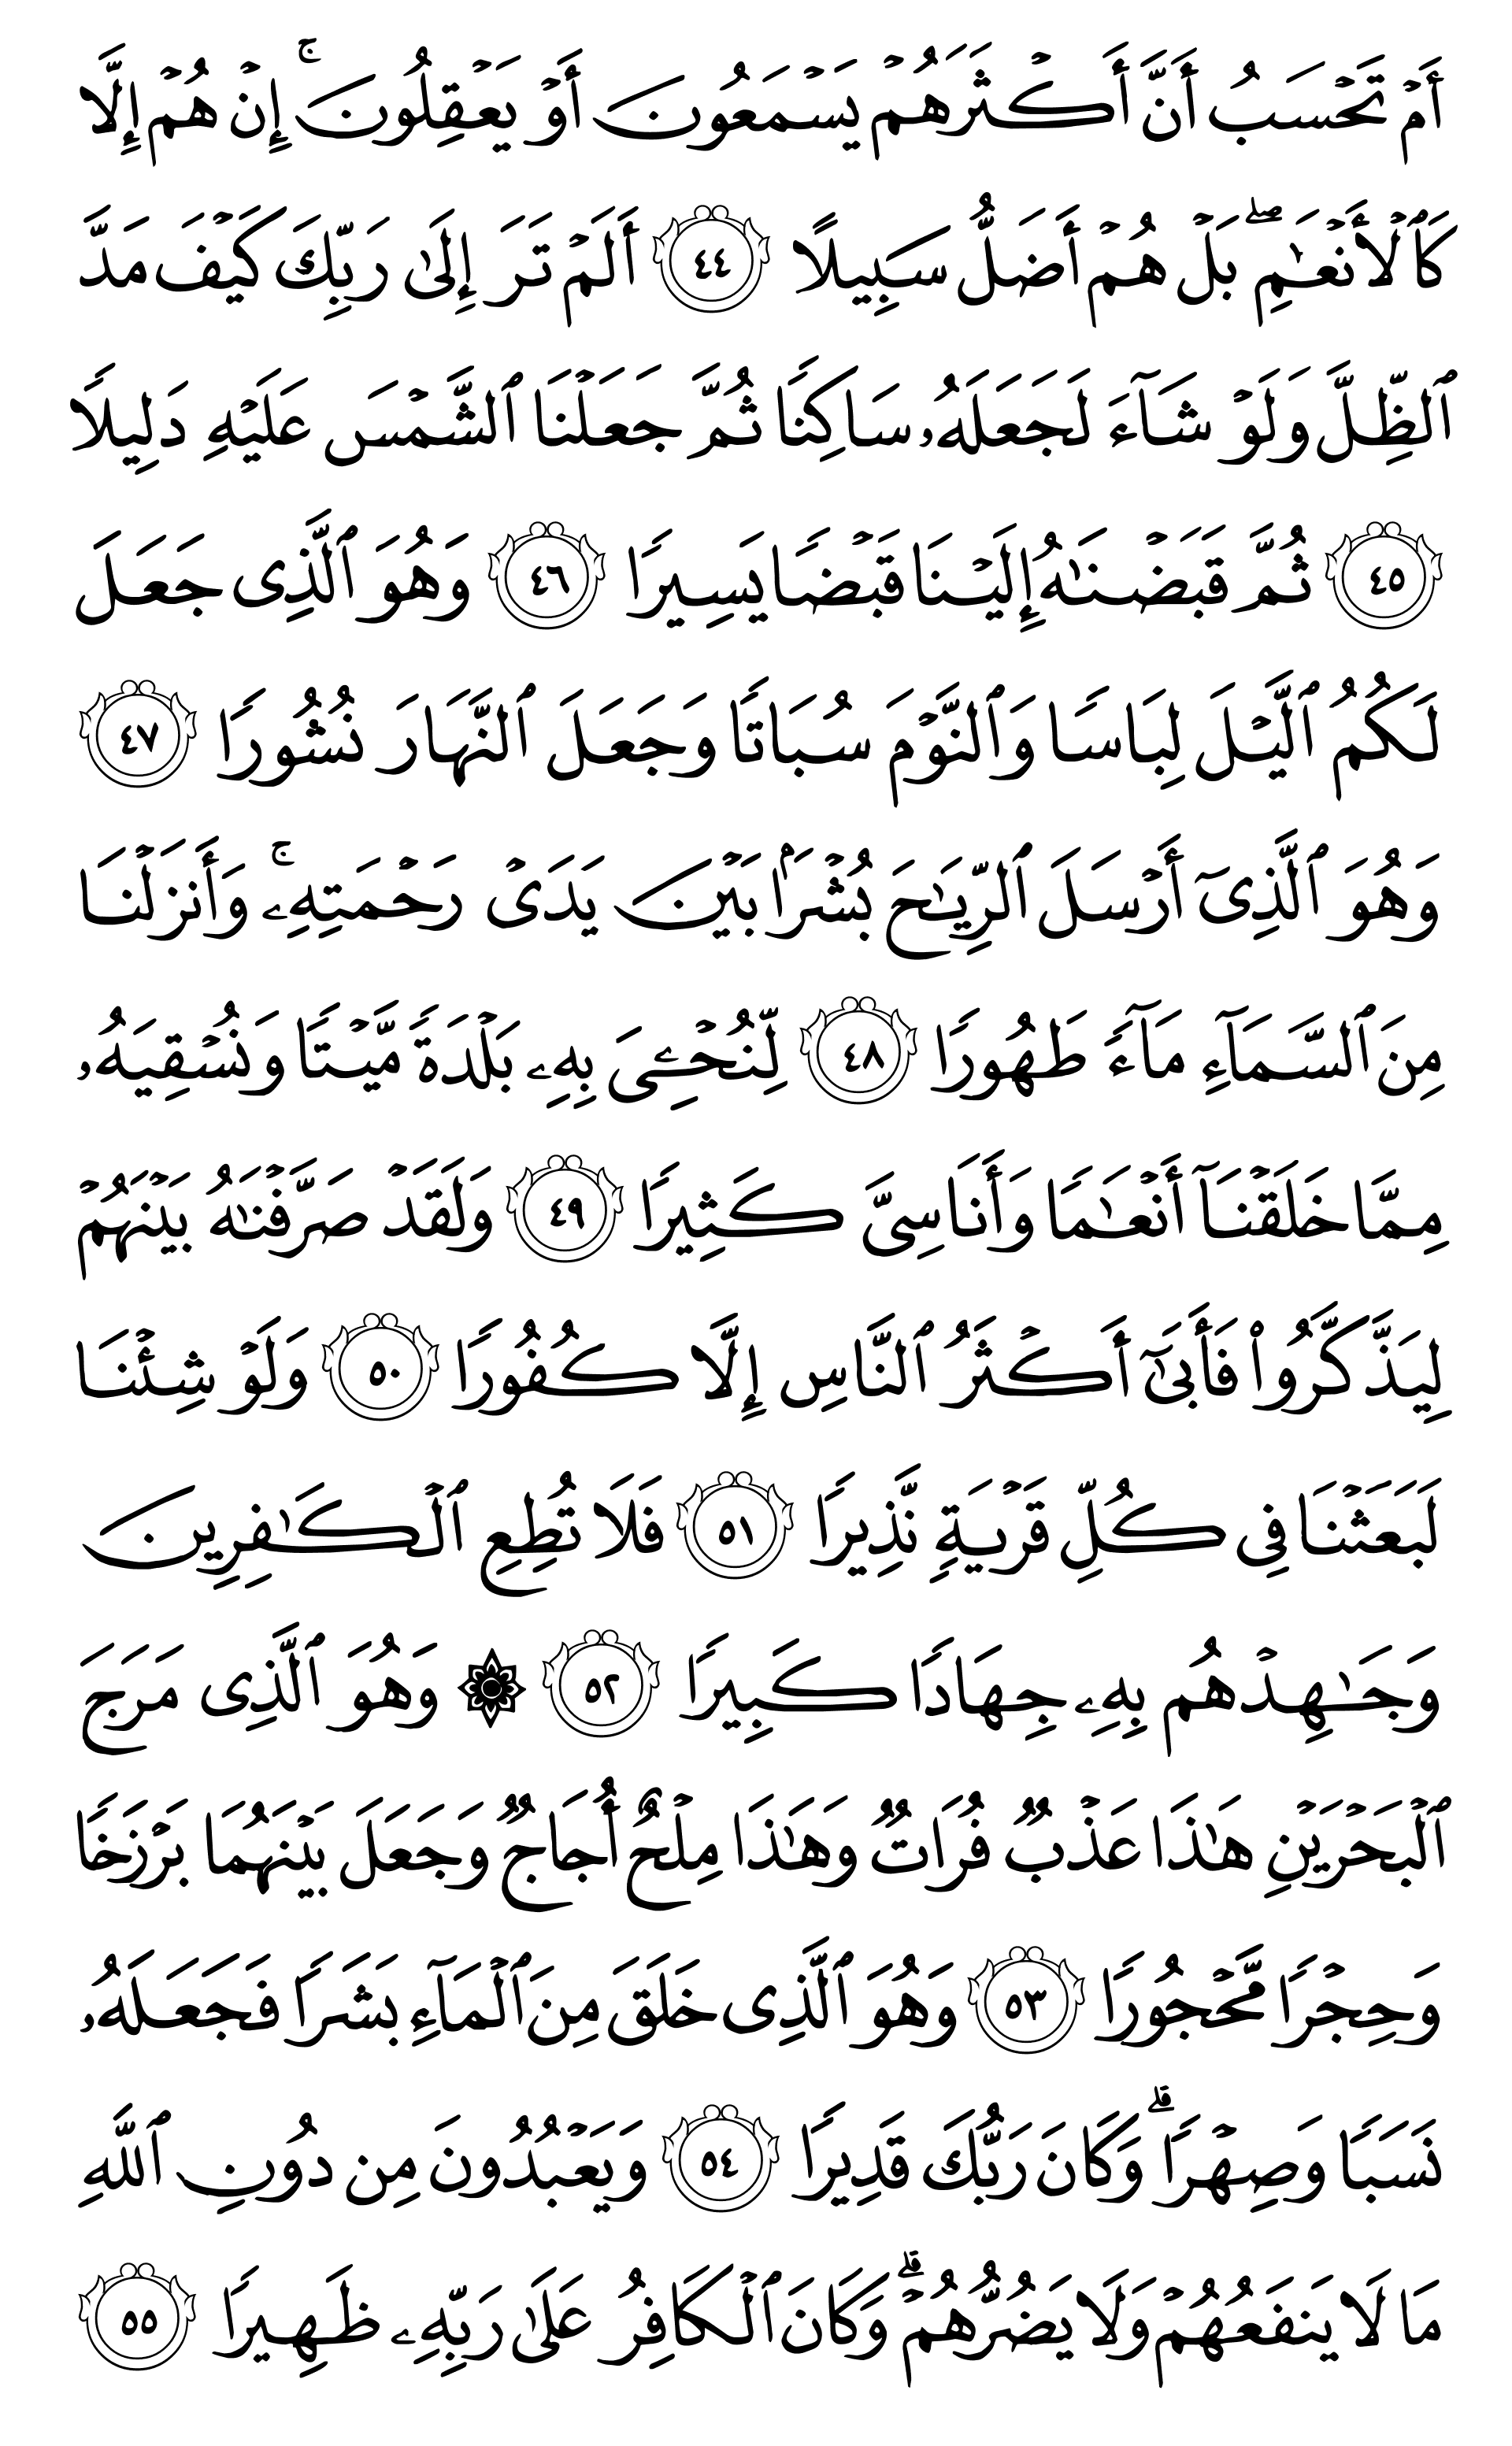 أَمۡ تَحۡسَبُ أَنَّ أَكۡثَرَهُمۡ يَسۡمَعُونَ أَوۡ يَعۡقِلُونَۚ إِنۡ هُمۡ إِلَّا
كَٱلۡأَنۡعَٰمِۖ بَلۡ هُمۡ أَضَلُّ سَبِيلًا ٤٤ أَلَمۡ تَرَ إِلَىٰ رَبِّكَ كَيۡفَ مَدَّ
ٱلظِّلَّ وَلَوۡ شَآءَ لَجَعَلَهُۥ سَاكِنٗا ثُمَّ جَعَلۡنَا ٱلشَّمۡسَ عَلَيۡهِ دَلِيلٗا
٤٥ ثُمَّ قَبَضۡنَٰهُ إِلَيۡنَا قَبۡضٗا يَسِيرٗا ٤٦ وَهُوَ ٱلَّذِي جَعَلَ
لَكُمُ ٱلَّيۡلَ لِبَاسٗا وَٱلنَّوۡمَ سُبَاتٗا وَجَعَلَ ٱلنَّهَارَ نُشُورٗا ٤٧
وَهُوَ ٱلَّذِيٓ أَرۡسَلَ ٱلرِّيَٰحَ بُشۡرَۢا بَيۡنَ يَدَيۡ رَحۡمَتِهِۦۚ وَأَنزَلۡنَا
مِنَ ٱلسَّمَآءِ مَآءٗ طَهُورٗا ٤٨ لِّنُحۡـِۧيَ بِهِۦ بَلۡدَةٗ مَّيۡتٗا وَنُسۡقِيَهُۥ
مِمَّا خَلَقۡنَآ أَنۡعَٰمٗا وَأَنَاسِيَّ كَثِيرٗا ٤٩ وَلَقَدۡ صَرَّفۡنَٰهُ بَيۡنَهُمۡ
لِيَذَّكَّرُواْ فَأَبَىٰٓ أَكۡثَرُ ٱلنَّاسِ إِلَّا كُفُورٗا ٥٠ وَلَوۡ شِئۡنَا
لَبَعَثۡنَا فِي كُلِّ قَرۡيَةٖ نَّذِيرٗا ٥١ فَلَا تُطِعِ ٱلۡكَٰفِرِينَ
وَجَٰهِدۡهُم بِهِۦ جِهَادٗا كَبِيرٗا ٥٢ ۞ وَهُوَ ٱلَّذِي مَرَجَ
ٱلۡبَحۡرَيۡنِ هَٰذَا عَذۡبٞ فُرَاتٞ وَهَٰذَا مِلۡحٌ أُجَاجٞ وَجَعَلَ بَيۡنَهُمَا بَرۡزَخٗا
وَحِجۡرٗا مَّحۡجُورٗا ٥٣ وَهُوَ ٱلَّذِي خَلَقَ مِنَ ٱلۡمَآءِ بَشَرٗا فَجَعَلَهُۥ
نَسَبٗا وَصِهۡرٗاۗ وَكَانَ رَبُّكَ قَدِيرٗا ٥٤ وَيَعۡبُدُونَ مِن دُونِ ٱللَّهِ
مَا لَا يَنفَعُهُمۡ وَلَا يَضُرُّهُمۡۗ وَكَانَ ٱلۡكَافِرُ عَلَىٰ رَبِّهِۦ ظَهِيرٗا ٥٥